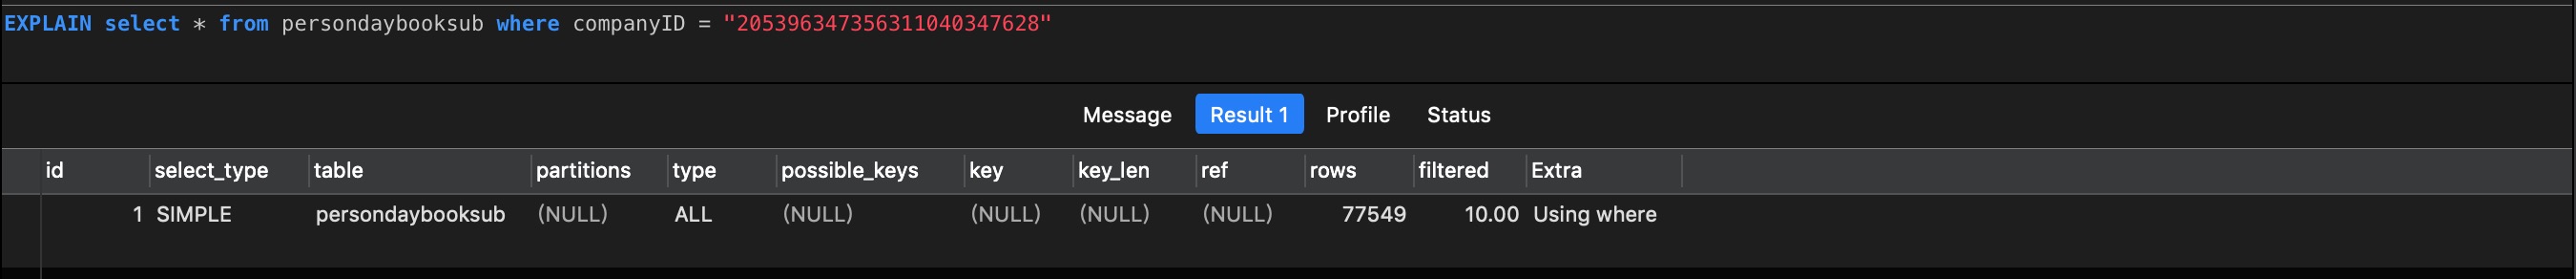 EXPLAIN select * from persondaybooksub where companyID = "205396347356311040347628"
Message Result 1 Profile Status
id select_type table partitions type possible_keys key key_len ref rows filtered Extra
1 SIMPLE persondaybooksub (NULL) ALL (NULL) (NULL) (NULL) (NULL) 77549 10.00 Using where